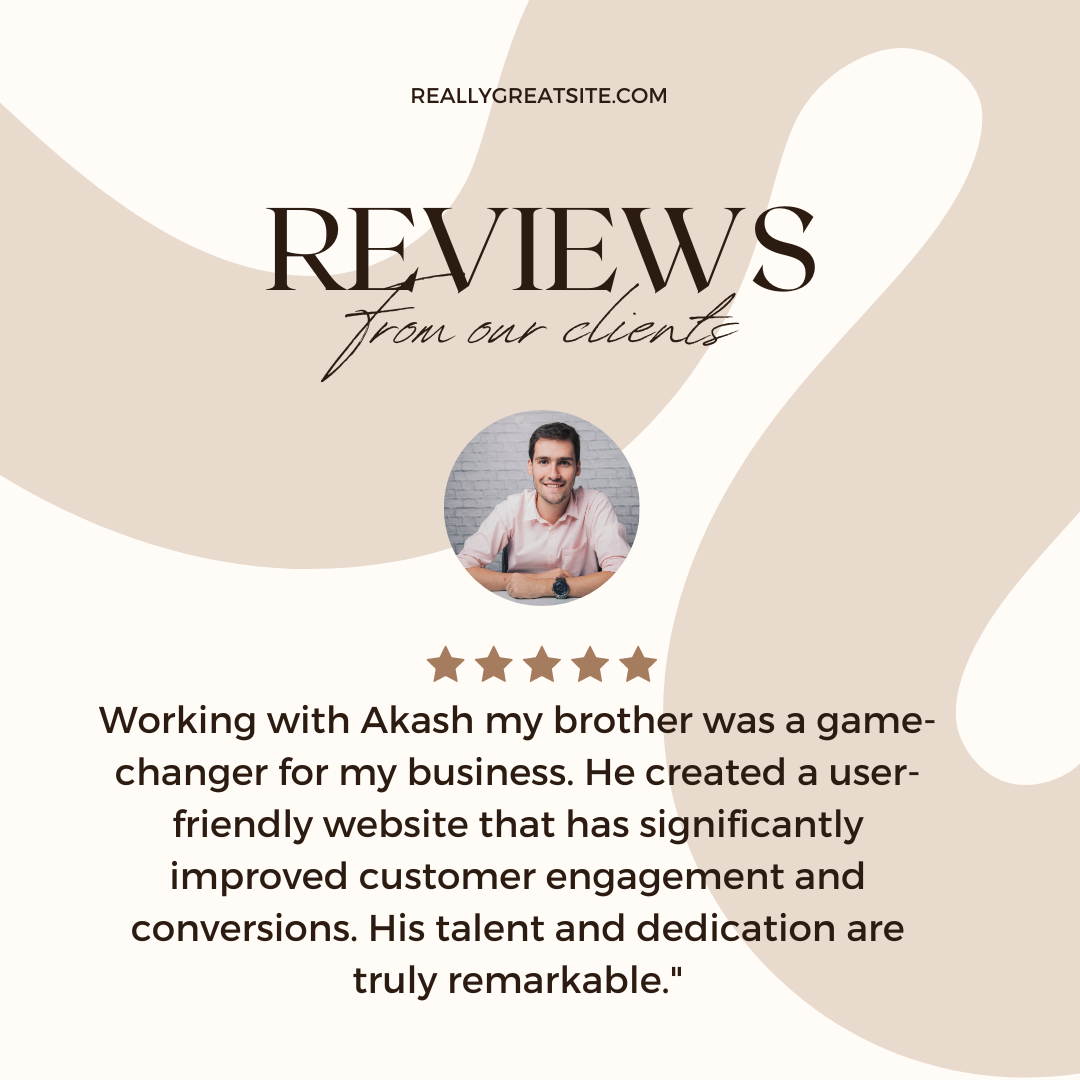 REALLYGREATSITE.COM
REVIEWS
from our clients
Working with Akash my brother was a game-
changer for my business. He created a user-
friendly website that has significantly
improved customer engagement and
conversions. His talent and dedication are
truly remarkable."